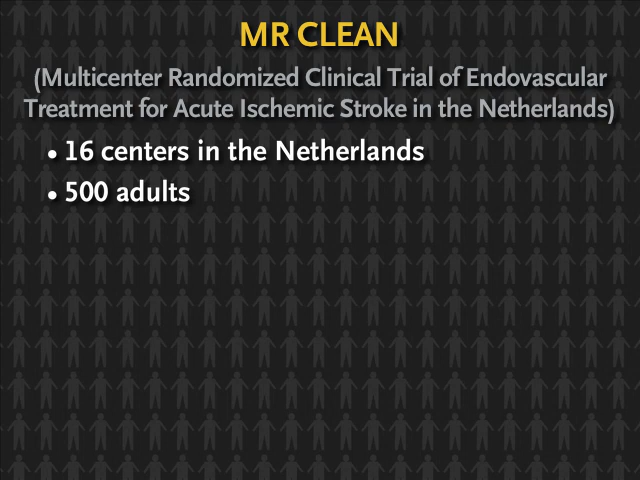 MR CLEAN
(Multicenter Randomized Clinical Trial of Endovascular
Treatment for Acute Ischemic Stroke in the Netherlands)
• 16 centers in the Netherlands
• 500 adults